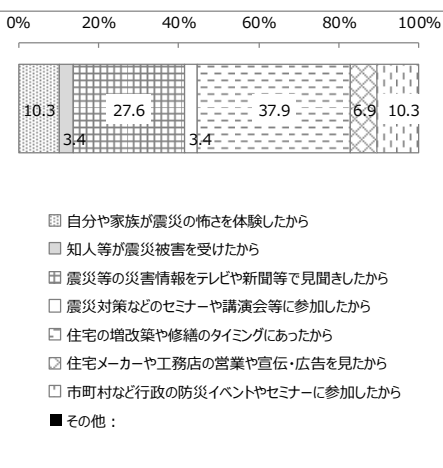 0% 20% 40% 60% 80% 100%
10.3 3.4 27.6 3.4 37.9 6.9 10.3
自分や家族が震災の怖さを体験したから
知人等が震災被害を受けたから
震災等の災害情報をテレビや新聞等で見聞きしたから
震災対策などのセミナーや講演会等に参加したから
住宅の増改築や修繕のタイミングにあったから
住宅メーカーや工務店の営業や宣伝・広告を見たから
市町村など行政の防災イベントやセミナーに参加したから
その他：